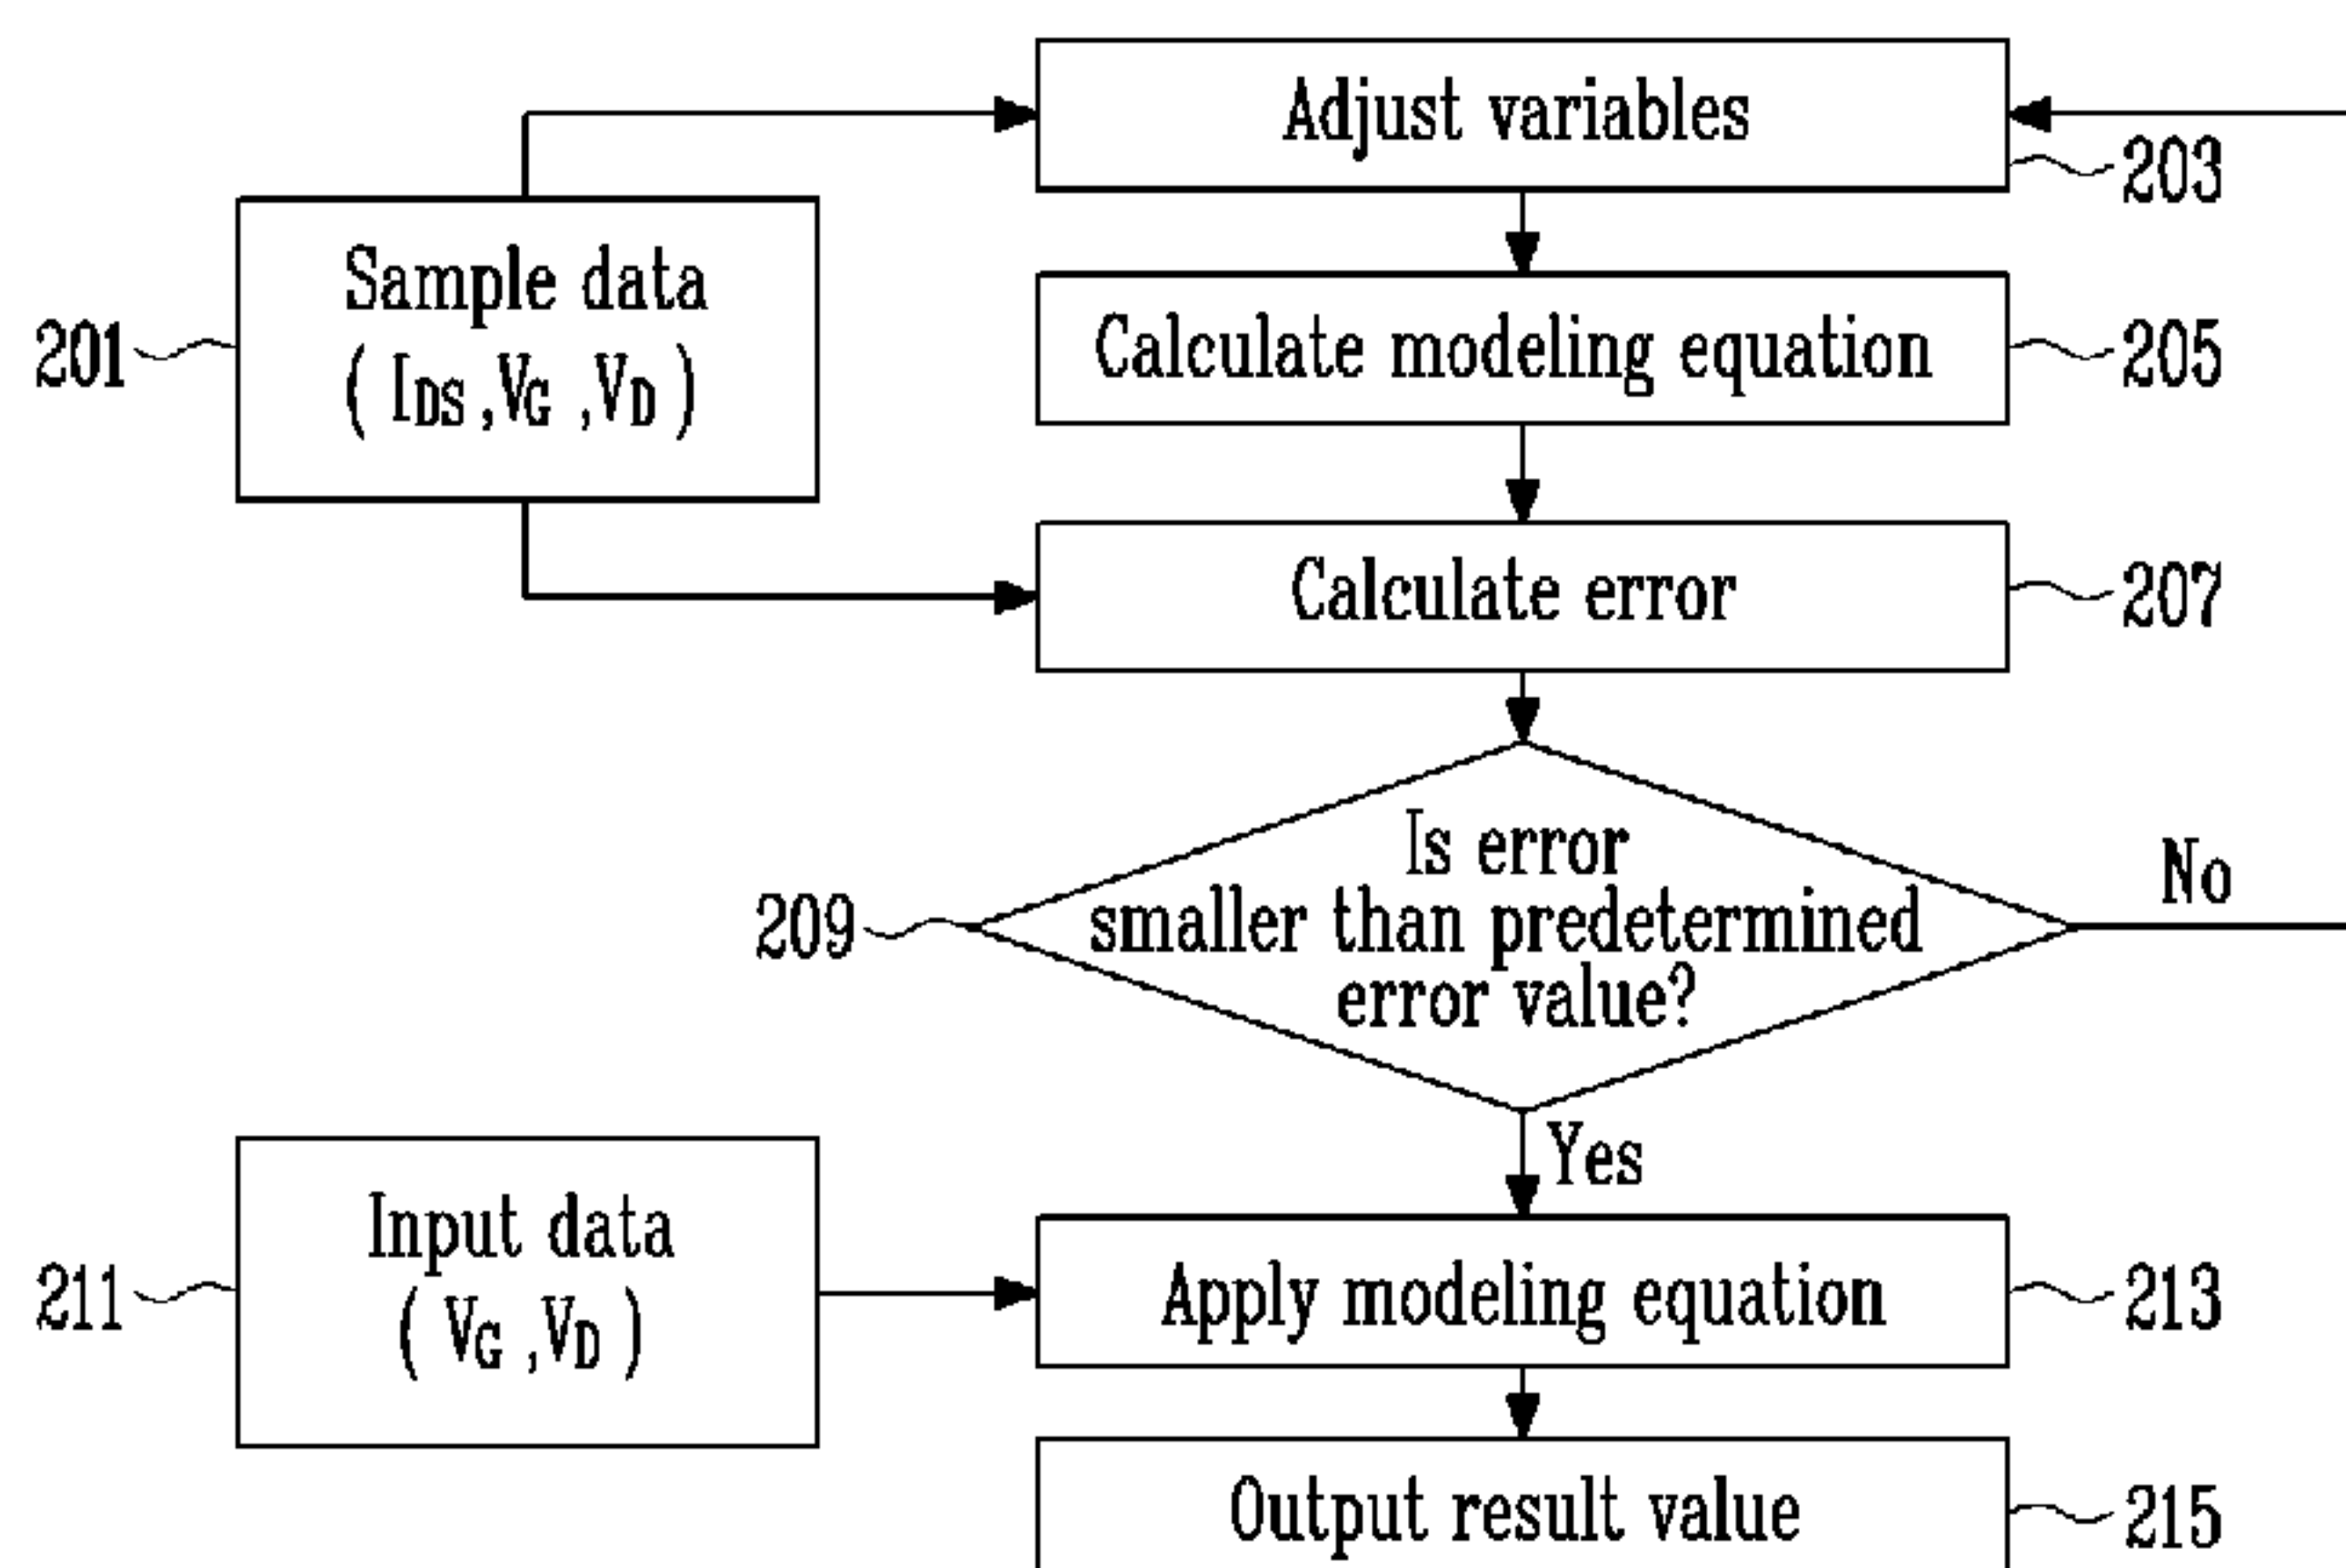 Adjust variables
203
Sample data
( IDS ,VG ,VD )
201
Calculate modeling equation
205
Calculate error
207
Is error
smaller than predetermined
error value?
209
No
Yes
Input data
( VG ,VD )
211
Apply modeling equation
213
Output result value
215